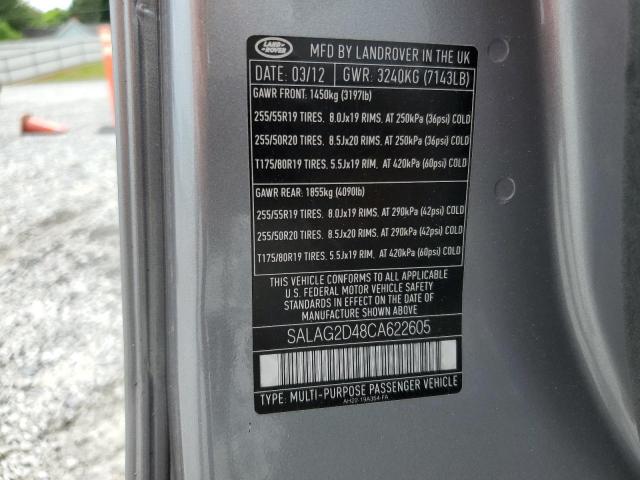 LAND ROVER
MFD BY LANDROVER IN THE UK
DATE: 03/12 GWR: 3240KG (7143LB)
GAWR FRONT: 1450kg (3197lb)
255/55R19 TIRES. 8.0Jx19 RIMS. AT 250kPa (36psi) COLD
255/50R20 TIRES. 8.5Jx20 RIMS. AT 250kPa (36psi) COLD
T175/80R19 TIRES. 5.5Jx19 RIM. AT 420kPa (60psi) COLD
GAWR REAR: 1855kg (4090lb)
255/55R19 TIRES. 8.0Jx19 RIMS. AT 290kPa (42psi) COLD
255/50R20 TIRES. 8.5Jx20 RIMS. AT 290kPa (42psi) COLD
T175/80R19 TIRES. 5.5Jx19 RIM. AT 420kPa (60psi) COLD
THIS VEHICLE CONFORMS TO ALL APPLICABLE
U.S. FEDERAL MOTOR VEHICLE SAFETY
STANDARDS IN EFFECT ON THE DATE OF
MANUFACTURE SHOWN ABOVE.
SALAG2D48CA622605
TYPE: MULTI-PURPOSE PASSENGER VEHICLE
AH22-19A354-FA